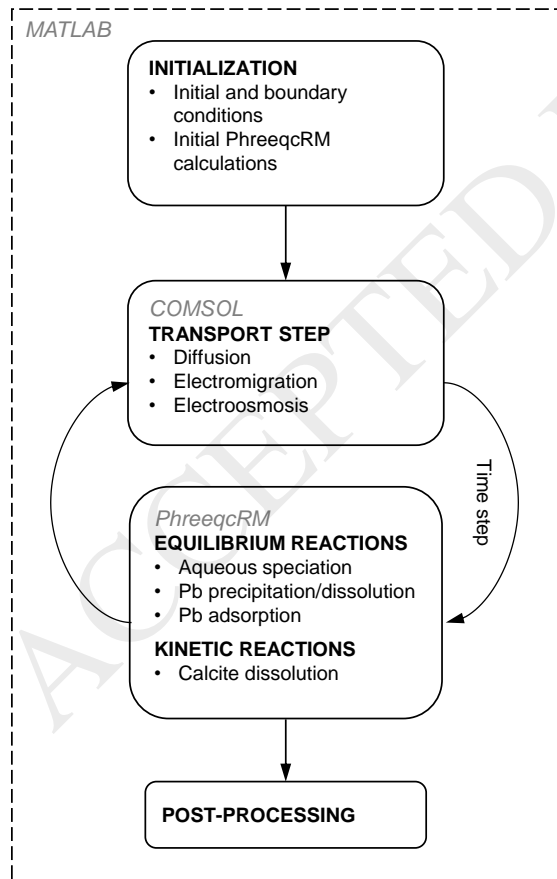 MATLAB
INITIALIZATION
• Initial and boundary
conditions
• Initial PhreeqcRM
calculations
COMSOL
TRANSPORT STEP
• Diffusion
• Electromigration
• Electroosmosis
Time step
PhreeqcRM
EQUILIBRIUM REACTIONS
• Aqueous speciation
• Pb precipitation/dissolution
• Pb adsorption
KINETIC REACTIONS
• Calcite dissolution
POST-PROCESSING
ACCEPTED